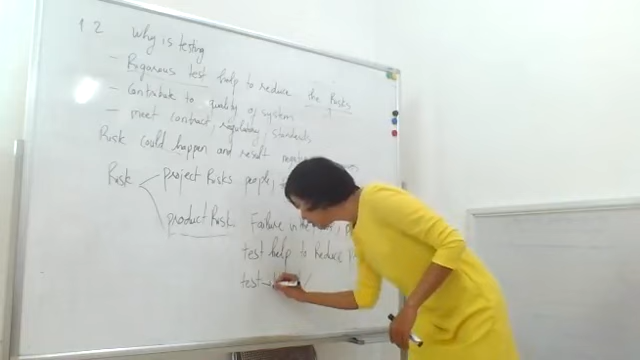 1.2 Why is testing
- Rigorous test help to reduce the Risks
- contribute to quality of system
- meet contract, regulatory standards
Risk could happen and result
Risk project Risks people,
product Risk Failure in the
test help to Reduce
test